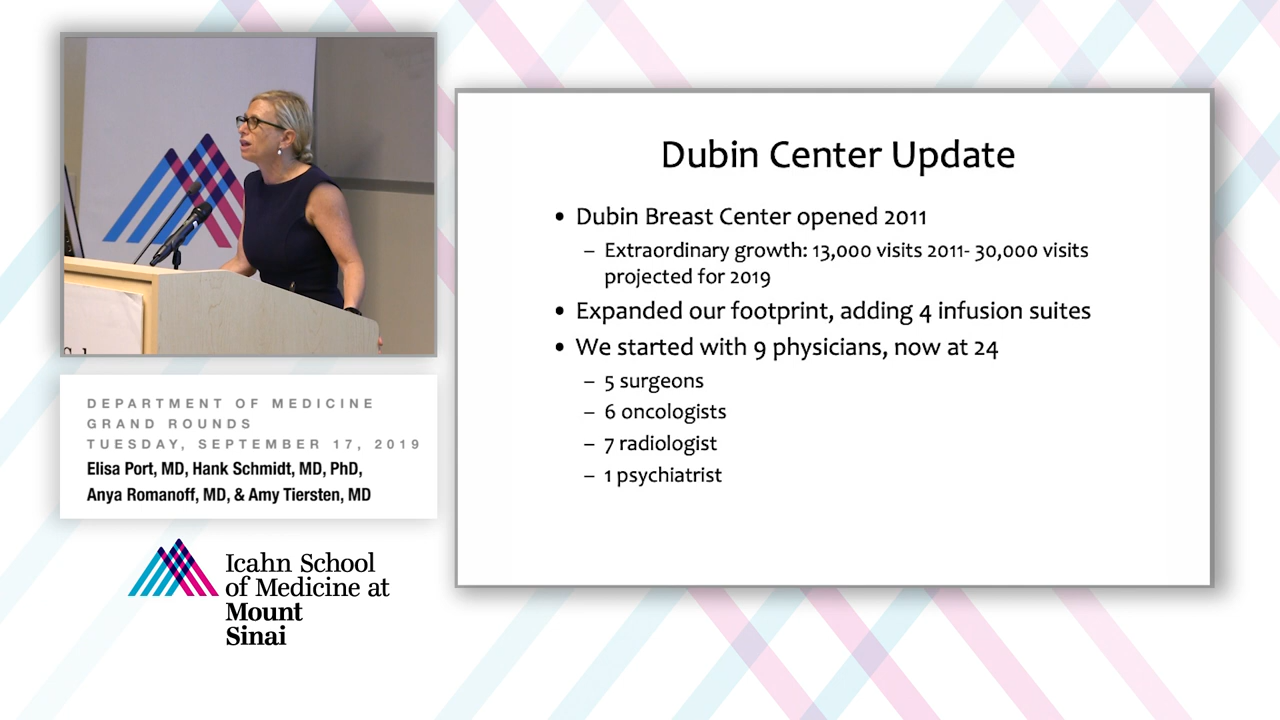 Dubin Center Update
• Dubin Breast Center opened 2011
– Extraordinary growth: 13,000 visits 2011- 30,000 visits
projected for 2019
• Expanded our footprint, adding 4 infusion suites
• We started with 9 physicians, now at 24
– 5 surgeons
– 6 oncologists
– 7 radiologist
– 1 psychiatrist
DEPARTMENT OF MEDICINE
GRAND ROUNDS
TUESDAY, SEPTEMBER 17, 2019
Elisa Port, MD, Hank Schmidt, MD, PhD,
Anya Romanoff, MD, & Amy Tiersten, MD
Icahn School
of Medicine at
Mount
Sinai